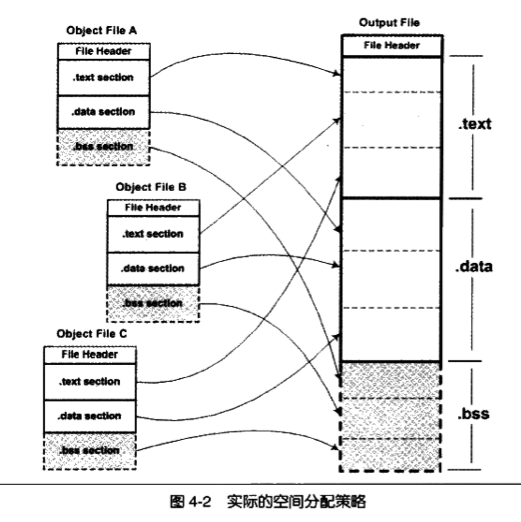 Object File A
File Header
.text section
.data section
.bss section
Object File B
File Header
.text section
.data section
.bss section
Object File C
File Header
.text section
.data section
.bss section
Output File
File Header
.text
.data
.bss
图 4-2 实际的空间分配策略